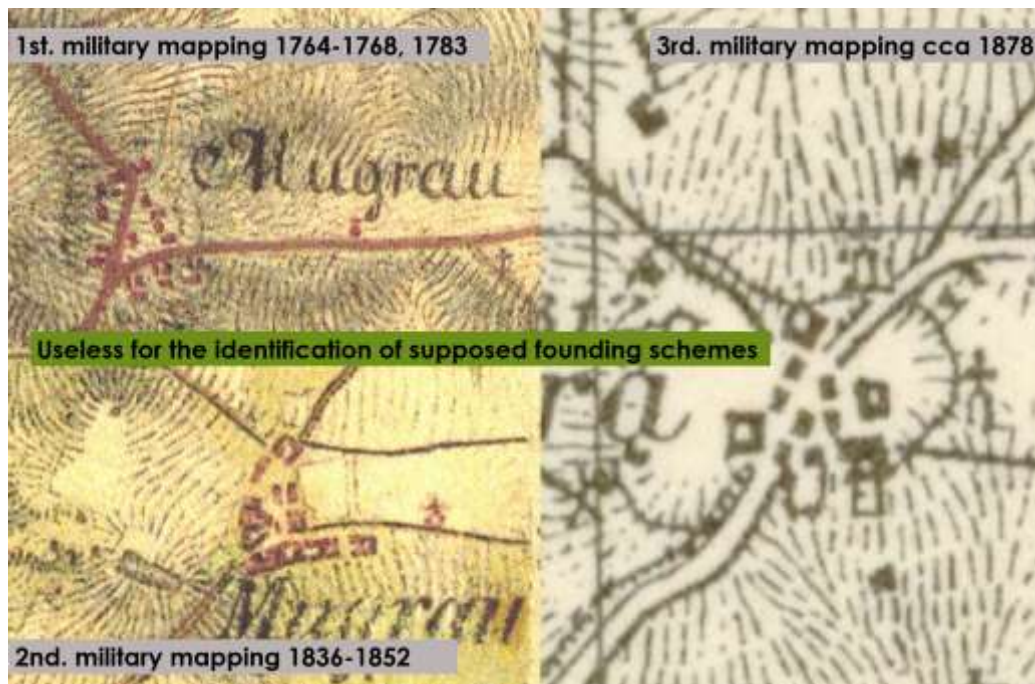 1st. military mapping 1764-1768, 1783
3rd. military mapping cca 1878
Mugrau
Useless for the identification of supposed founding schemes
Mugrau
2nd. military mapping 1836-1852